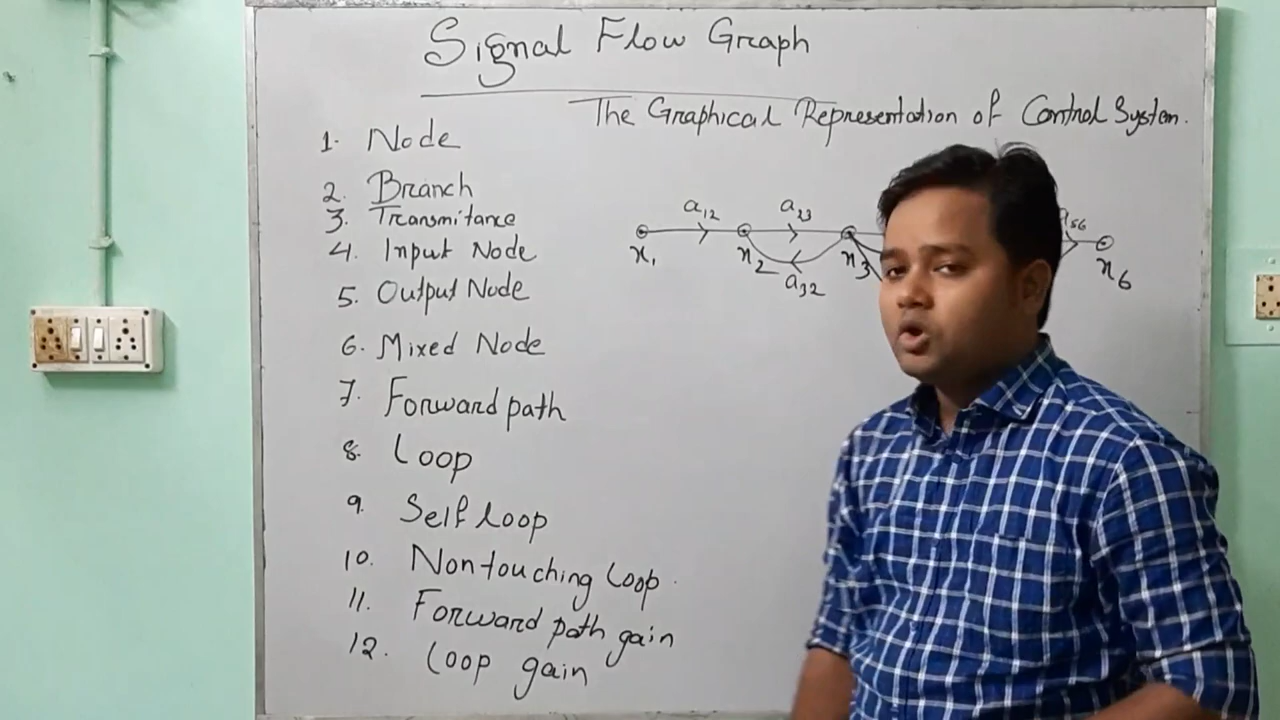 Signal Flow Graph
The Graphical Representation of Control System.
1. Node
2. Branch
3. Transmitance
4. Input Node
5. Output Node
6. Mixed Node
7. Forward path
8. Loop
9. Self Loop
10. Nontouching Loop.
11. Forward path gain
12. Loop gain
a12 a23 a56
x1 x2 x3 x6
a32